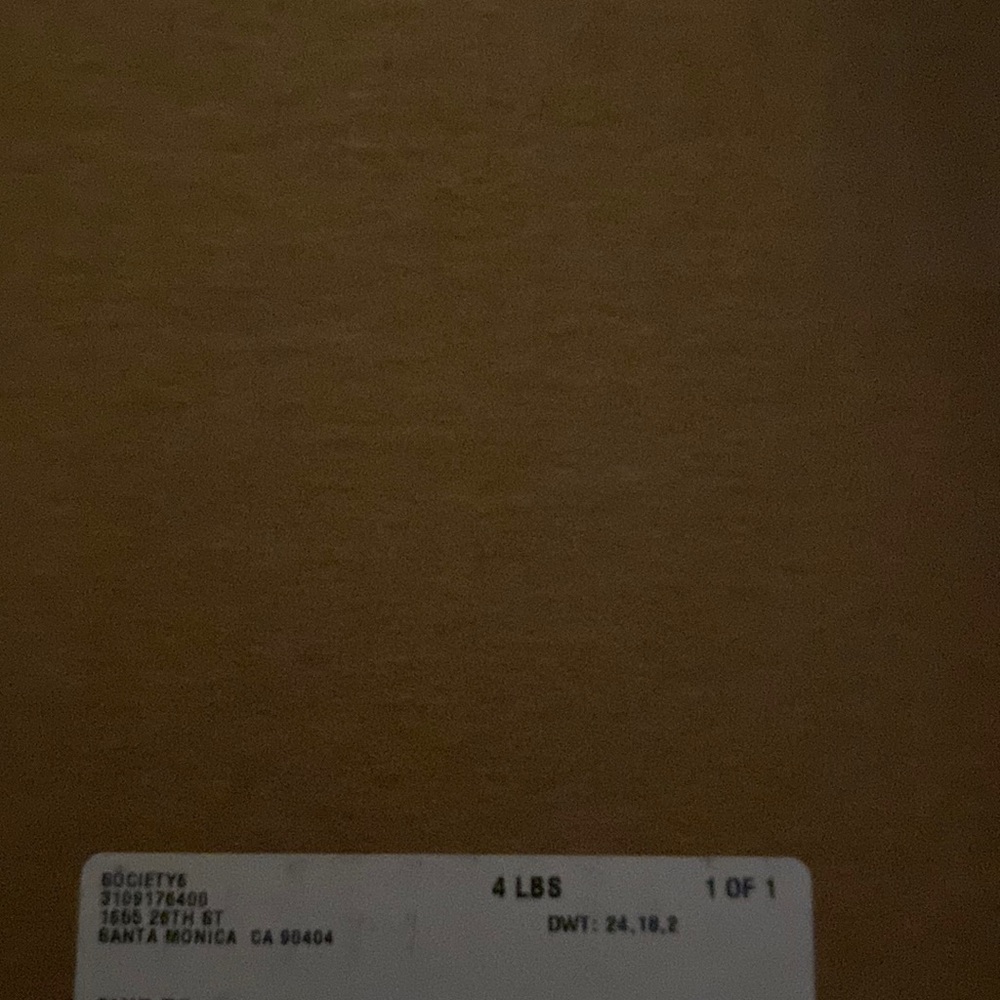 SOCIETY6
3109176400
1655 26TH ST
SANTA MONICA CA 90404
4 LBS
1 OF 1
DWT: 24,18,2